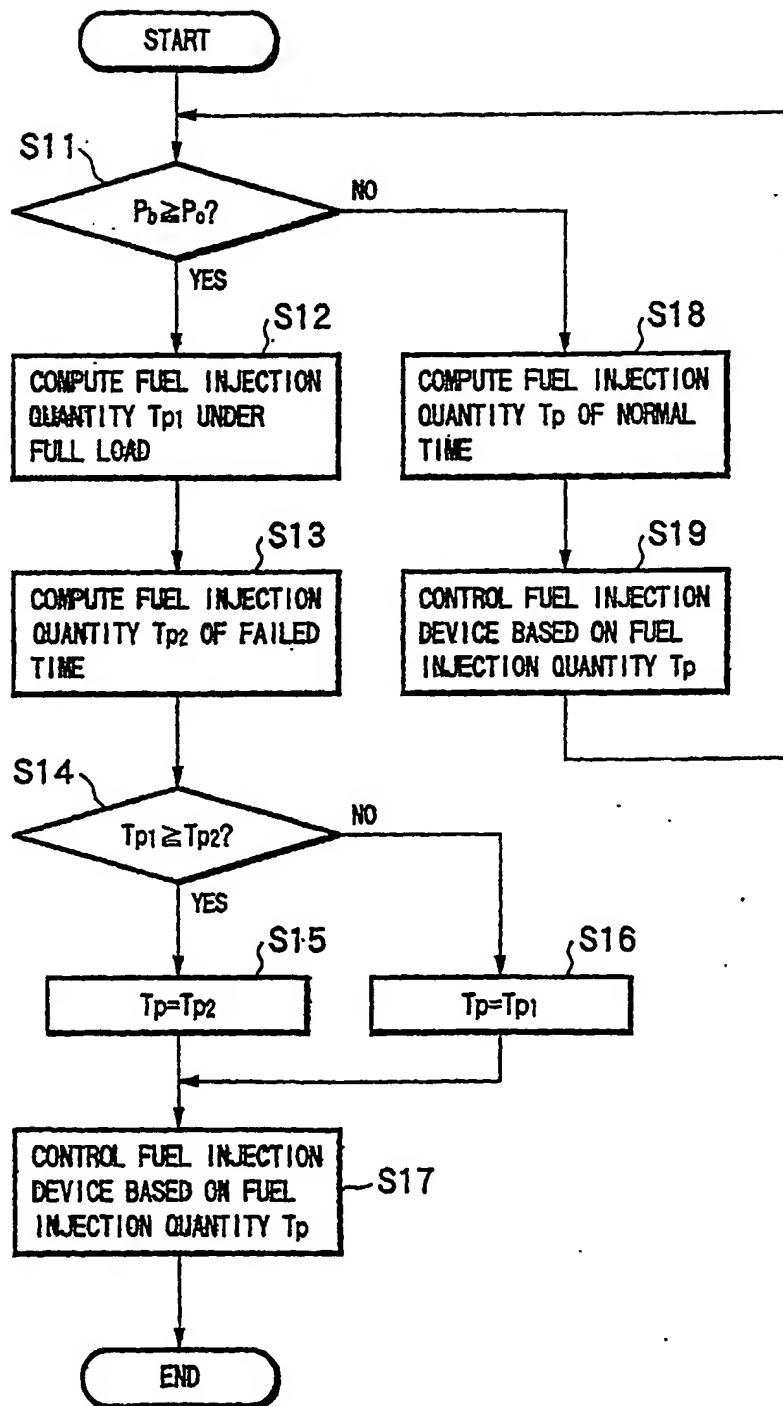 START
S11
Pb≧Po?
NO
YES
S12
COMPUTE FUEL INJECTION
QUANTITY Tp1 UNDER
FULL LOAD
S18
COMPUTE FUEL INJECTION
QUANTITY Tp OF NORMAL
TIME
S13
COMPUTE FUEL INJECTION
QUANTITY Tp2 OF FAILED
TIME
S19
CONTROL FUEL INJECTION
DEVICE BASED ON FUEL
INJECTION QUANTITY Tp
S14
Tp1≧Tp2?
NO
YES
S15
Tp=Tp2
S16
Tp=Tp1
CONTROL FUEL INJECTION
DEVICE BASED ON FUEL
INJECTION QUANTITY Tp
S17
END